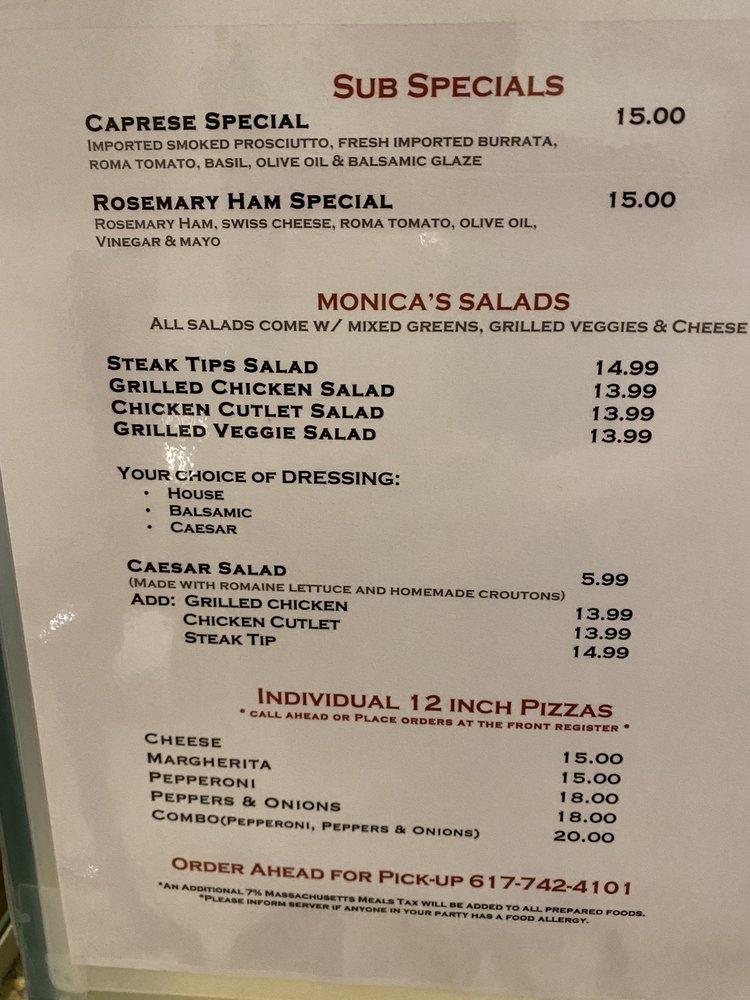 SUB SPECIALS
CAPRESE SPECIAL 15.00
IMPORTED SMOKED PROSCIUTTO, FRESH IMPORTED BURRATA,
ROMA TOMATO, BASIL, OLIVE OIL & BALSAMIC GLAZE
ROSEMARY HAM SPECIAL 15.00
ROSEMARY HAM, SWISS CHEESE, ROMA TOMATO, OLIVE OIL,
VINEGAR & MAYO
MONICA'S SALADS
ALL SALADS COME W/ MIXED GREENS, GRILLED VEGGIES & CHEESE
STEAK TIPS SALAD 14.99
GRILLED CHICKEN SALAD 13.99
CHICKEN CUTLET SALAD 13.99
GRILLED VEGGIE SALAD 13.99
YOUR CHOICE OF DRESSING:
• HOUSE
• BALSAMIC
• CAESAR
CAESAR SALAD 5.99
(MADE WITH ROMAINE LETTUCE AND HOMEMADE CROUTONS)
ADD: GRILLED CHICKEN 13.99
CHICKEN CUTLET 13.99
STEAK TIP 14.99
INDIVIDUAL 12 INCH PIZZAS
* CALL AHEAD OR PLACE ORDERS AT THE FRONT REGISTER *
CHEESE 15.00
MARGHERITA 15.00
PEPPERONI 18.00
PEPPERS & ONIONS 18.00
COMBO(PEPPERONI, PEPPERS & ONIONS) 20.00
ORDER AHEAD FOR PICK-UP 617-742-4101
*AN ADDITIONAL 7% MASSACHUSETTS MEALS TAX WILL BE ADDED TO ALL PREPARED FOODS.
*PLEASE INFORM SERVER IF ANYONE IN YOUR PARTY HAS A FOOD ALLERGY.